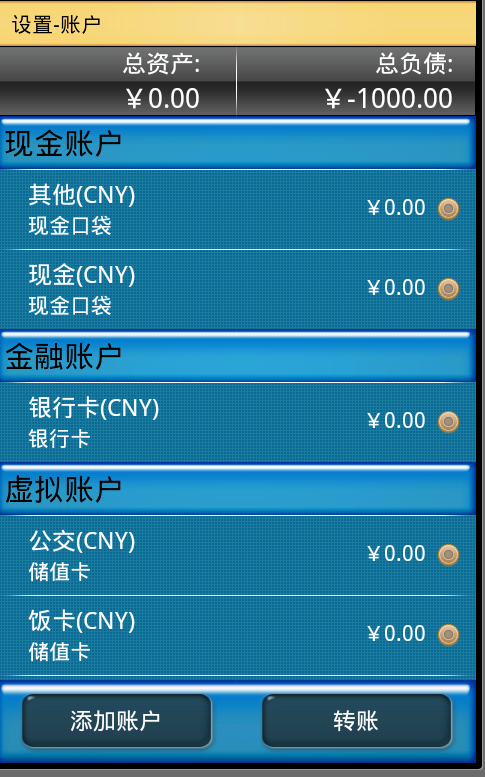 设置-账户
总资产:
总负债:
￥0.00
￥-1000.00
现金账户
其他(CNY)
￥0.00
现金口袋
现金(CNY)
￥0.00
现金口袋
金融账户
银行卡(CNY)
￥0.00
银行卡
虚拟账户
公交(CNY)
￥0.00
储值卡
饭卡(CNY)
￥0.00
储值卡
添加账户
转账